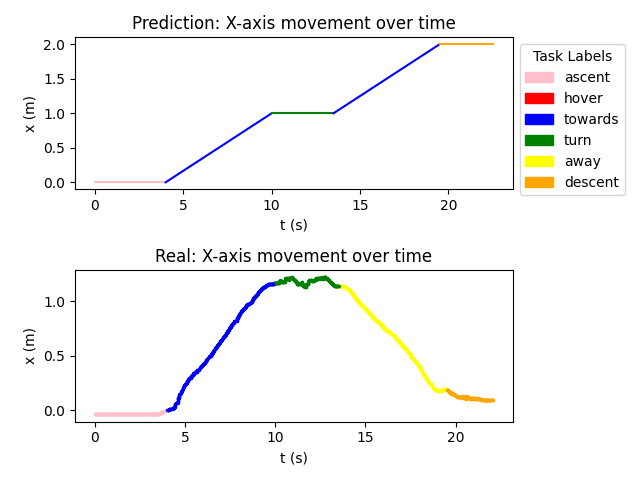 Prediction: X-axis movement over time
2.0
1.5
1.0
0.5
0.0
x (m)
0 5 10 15 20
t (s)
Task Labels
ascent
hover
towards
turn
away
descent
Real: X-axis movement over time
1.0
0.5
0.0
x (m)
0 5 10 15 20
t (s)